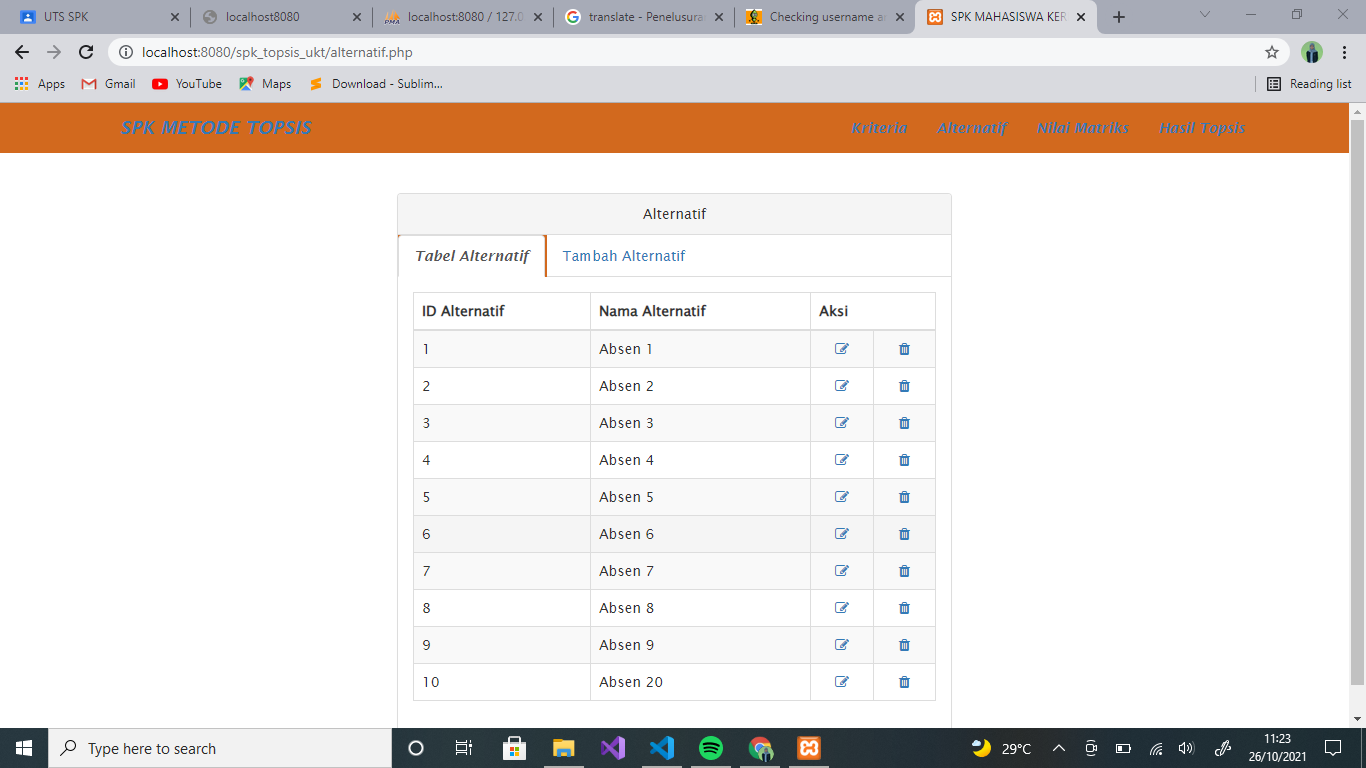 UTS SPK
localhost8080
localhost:8080 / 127.0
translate - Penelusura
Checking username a
SPK MAHASISWA KER
localhost:8080/spk_topsis_ukt/alternatif.php
Apps Gmail YouTube Maps Download - Sublim... Reading list
SPK METODE TOPSIS Kriteria Alternatif Nilai Matriks Hasil Topsis
Alternatif
Tabel Alternatif Tambah Alternatif
ID Alternatif Nama Alternatif Aksi
1 Absen 1
2 Absen 2
3 Absen 3
4 Absen 4
5 Absen 5
6 Absen 6
7 Absen 7
8 Absen 8
9 Absen 9
10 Absen 20
Type here to search
29°C
11:23
26/10/2021